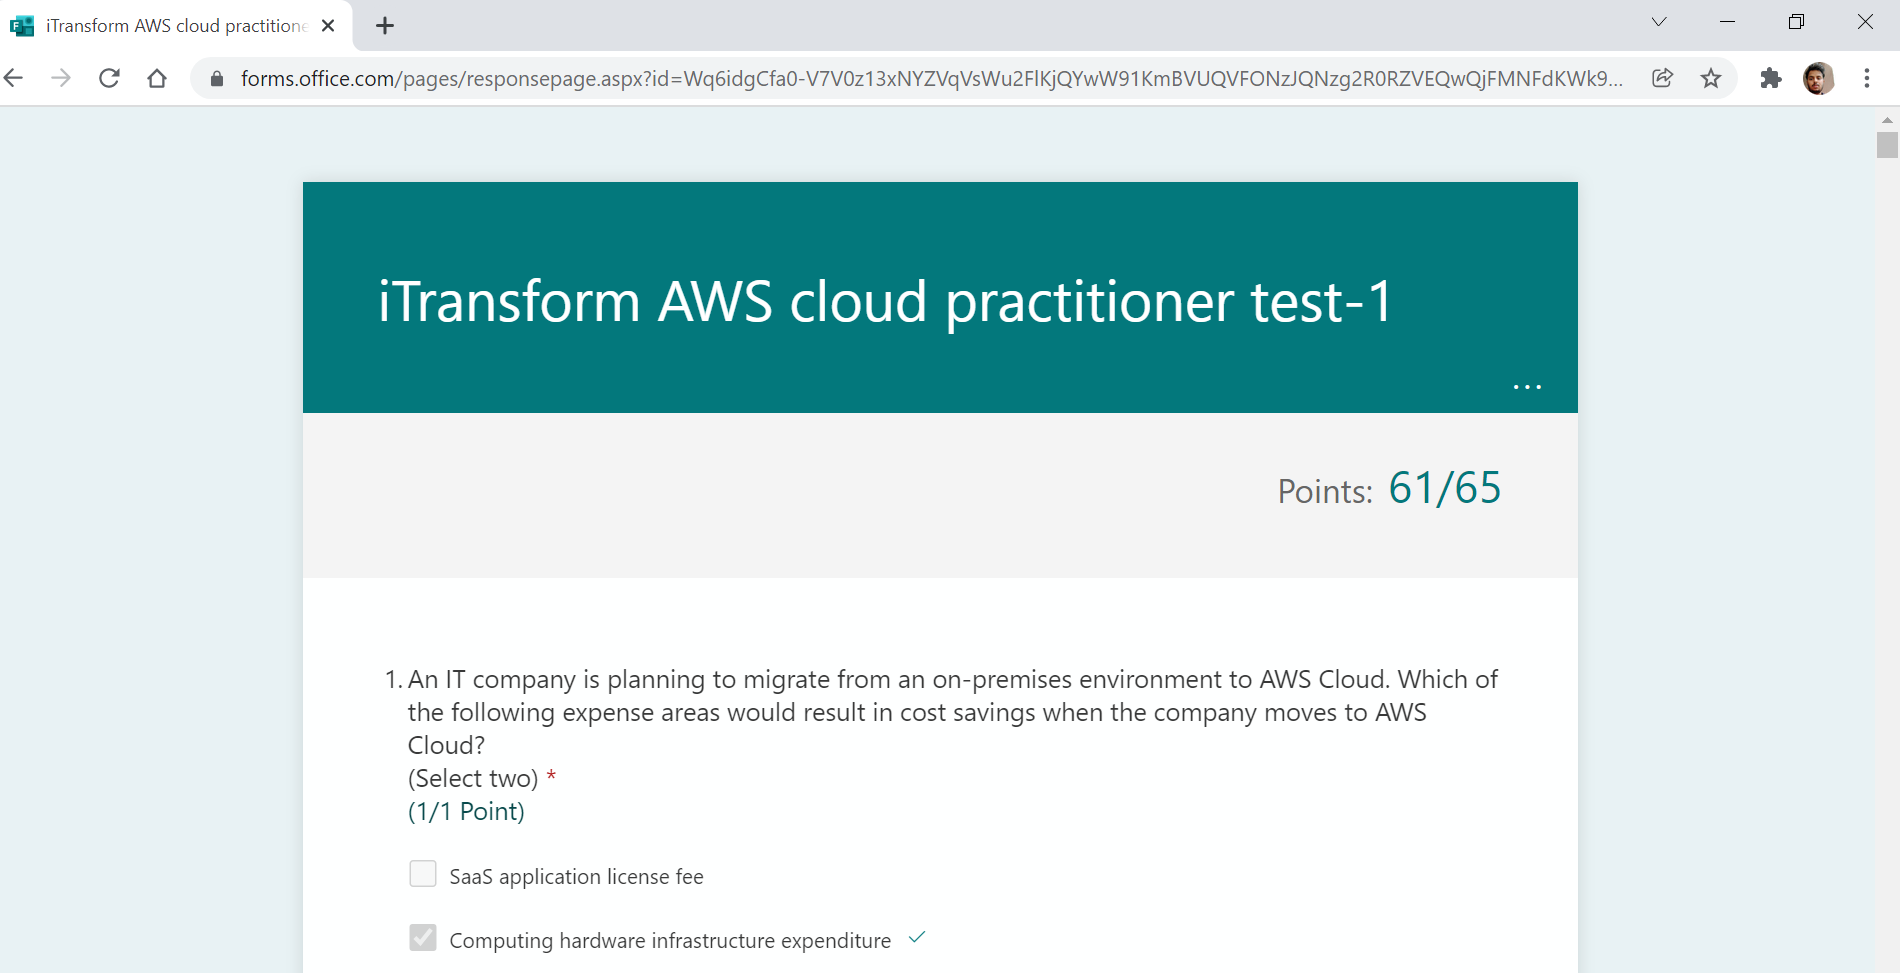 iTransform AWS cloud practitione
forms.office.com/pages/responsepage.aspx?id=Wq6idgCfa0-V7V0z13xNYZVqVsWu2FlKjQYwW91KmBVUQVFONzJQNzg2R0RZVEQwQjFMNFdKWk9...
iTransform AWS cloud practitioner test-1
...
Points: 61/65
1. An IT company is planning to migrate from an on-premises environment to AWS Cloud. Which of
the following expense areas would result in cost savings when the company moves to AWS
Cloud?
(Select two) *
(1/1 Point)
SaaS application license fee
Computing hardware infrastructure expenditure